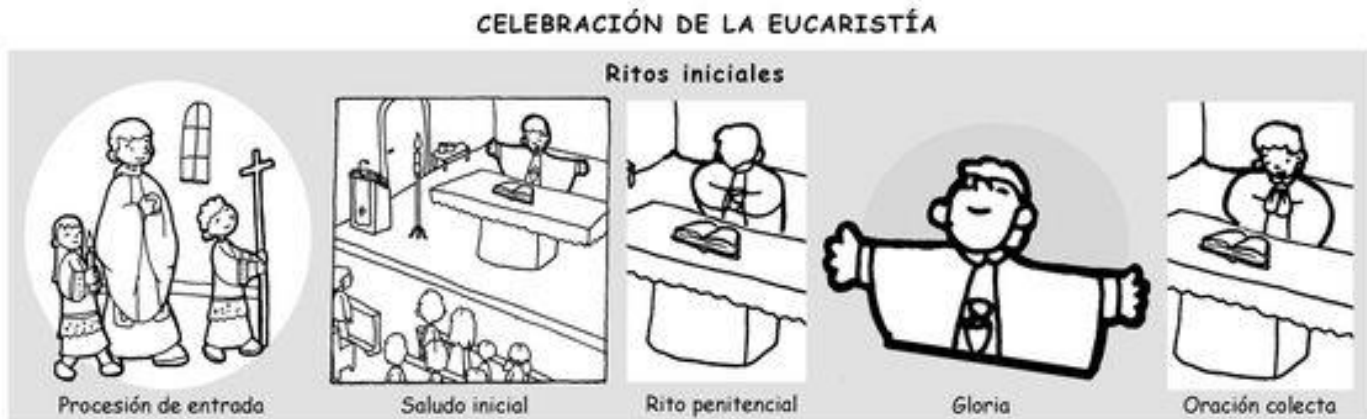 CELEBRACIÓN DE LA EUCARISTÍA
Ritos iniciales
Procesión de entrada
Saludo inicial
Rito penitencial
Gloria
Oración colecta